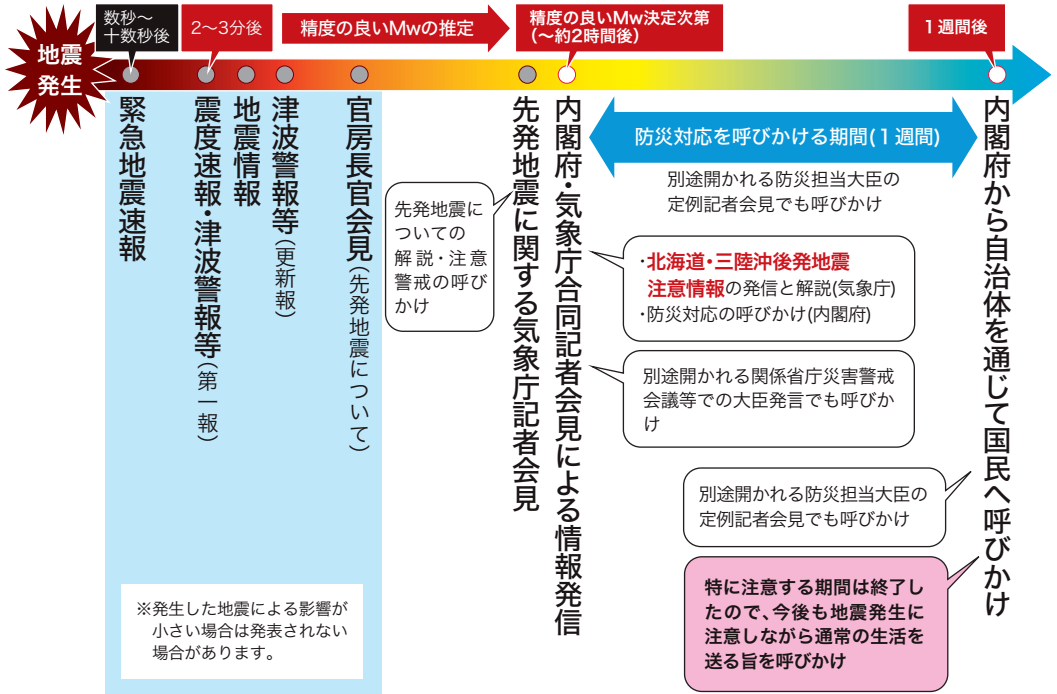 地震
発生
数秒～
十数秒後
2～3分後
精度の良いMwの推定
精度の良いMw決定次第
(～約2時間後)
1週間後
緊急地震速報
震度速報・津波警報等(第一報)
地震情報
津波警報等(更新報)
官房長官会見(先発地震について)
先発地震に関する気象庁記者会見
先発地震に
ついての
解説・注意
警戒の呼び
かけ
内閣府・気象庁合同記者会見による情報発信
防災対応を呼びかける期間(1週間)
別途開かれる防災担当大臣の
定例記者会見でも呼びかけ
・北海道・三陸沖後発地震
注意情報の発信と解説(気象庁)
・防災対応の呼びかけ(内閣府)
別途開かれる関係省庁災害警戒
会議等での大臣発言でも呼びか
け
内閣府から自治体を通じて国民へ呼びかけ
別途開かれる防災担当大臣の
定例記者会見でも呼びかけ
特に注意する期間は終了し
たので、今後も地震発生に
注意しながら通常の生活を
送る旨を呼びかけ
※発生した地震による影響が
小さい場合は発表されない
場合があります。